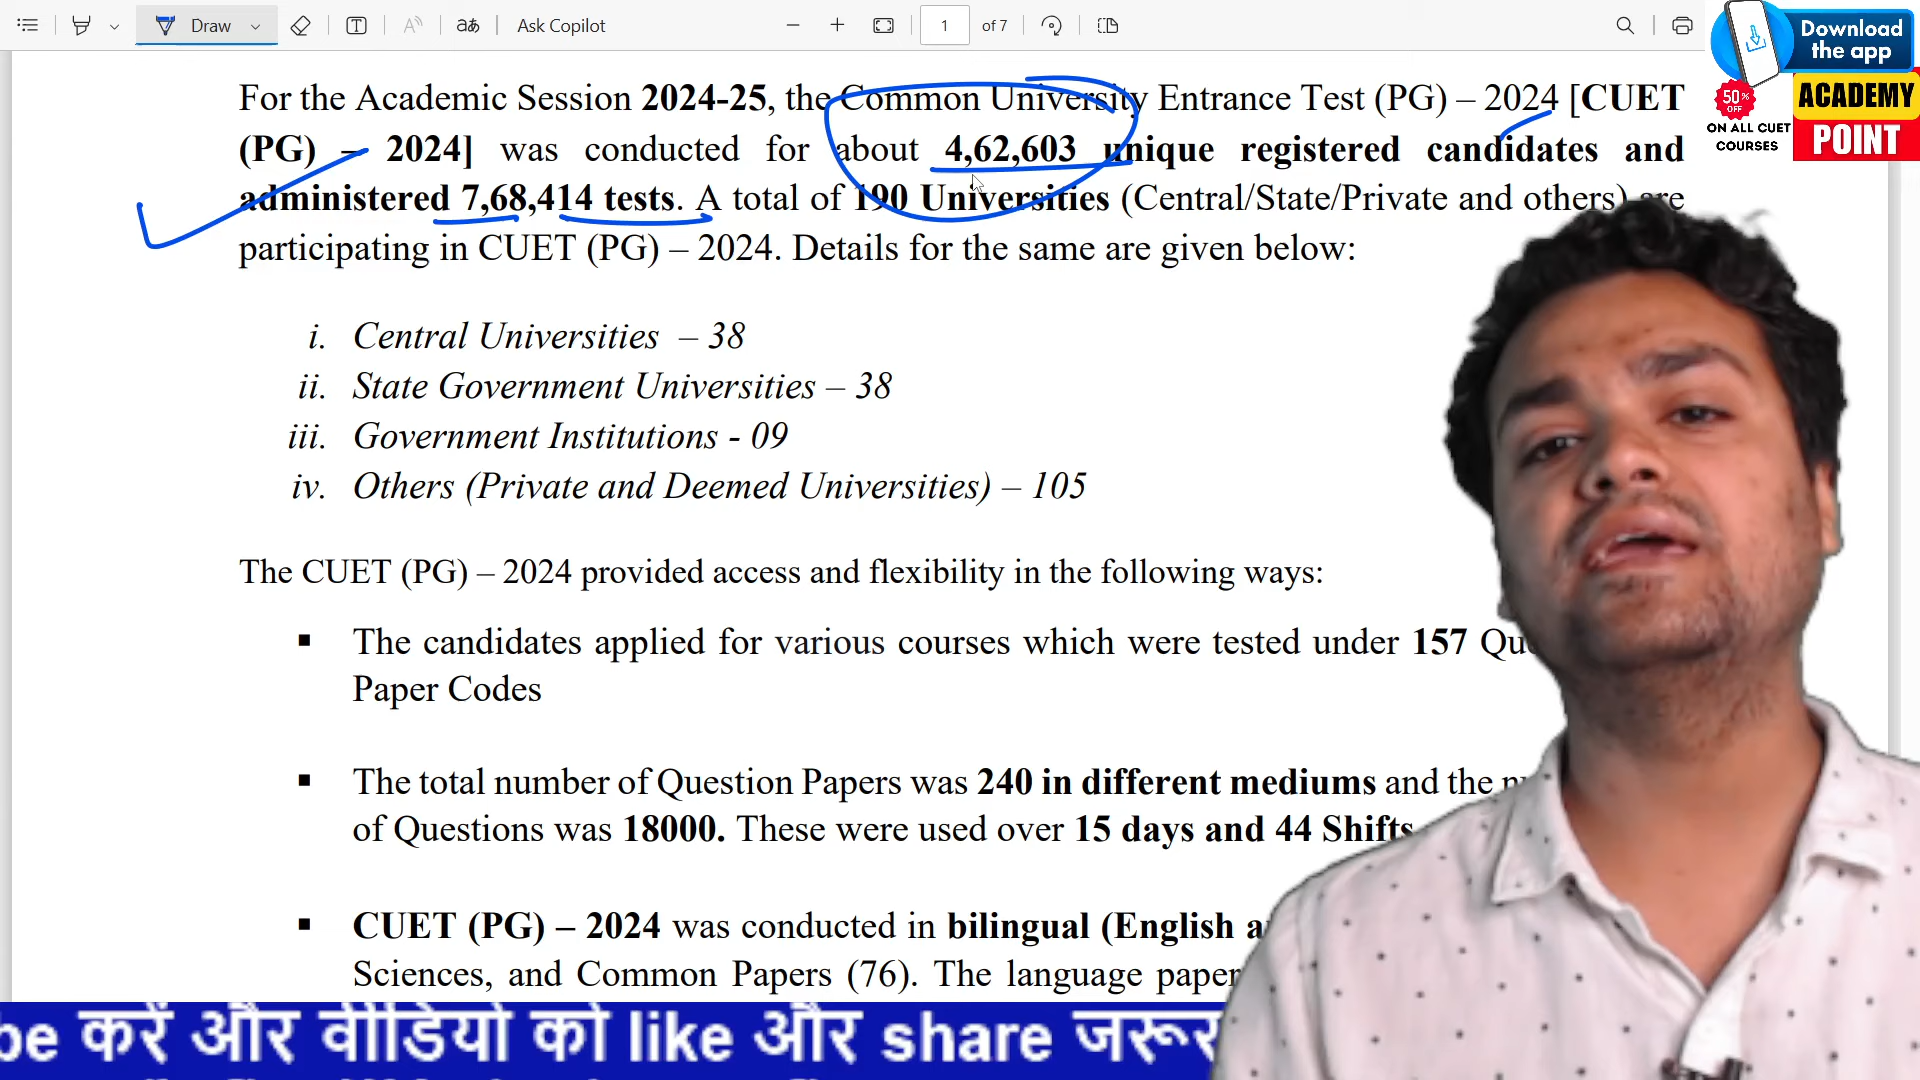 Draw
Ask Copilot
1 of 7
Download
the app
50%
OFF
ON ALL CUET
COURSES
ACADEMY
POINT
For the Academic Session 2024-25, the Common University Entrance Test (PG) – 2024 [CUET
(PG) – 2024] was conducted for about 4,62,603 unique registered candidates and
administered 7,68,414 tests. A total of 190 Universities (Central/State/Private and others) are
participating in CUET (PG) – 2024. Details for the same are given below:
i. Central Universities – 38
ii. State Government Universities – 38
iii. Government Institutions - 09
iv. Others (Private and Deemed Universities) – 105
The CUET (PG) – 2024 provided access and flexibility in the following ways:
▪ The candidates applied for various courses which were tested under 157
Paper Codes
▪ The total number of Question Papers was 240 in different mediums and the
of Questions was 18000. These were used over 15 days and 44 Shifts
▪ CUET (PG) – 2024 was conducted in bilingual (English
Sciences, and Common Papers (76). The language paper
be करें और वीडियो को like और share जरूर